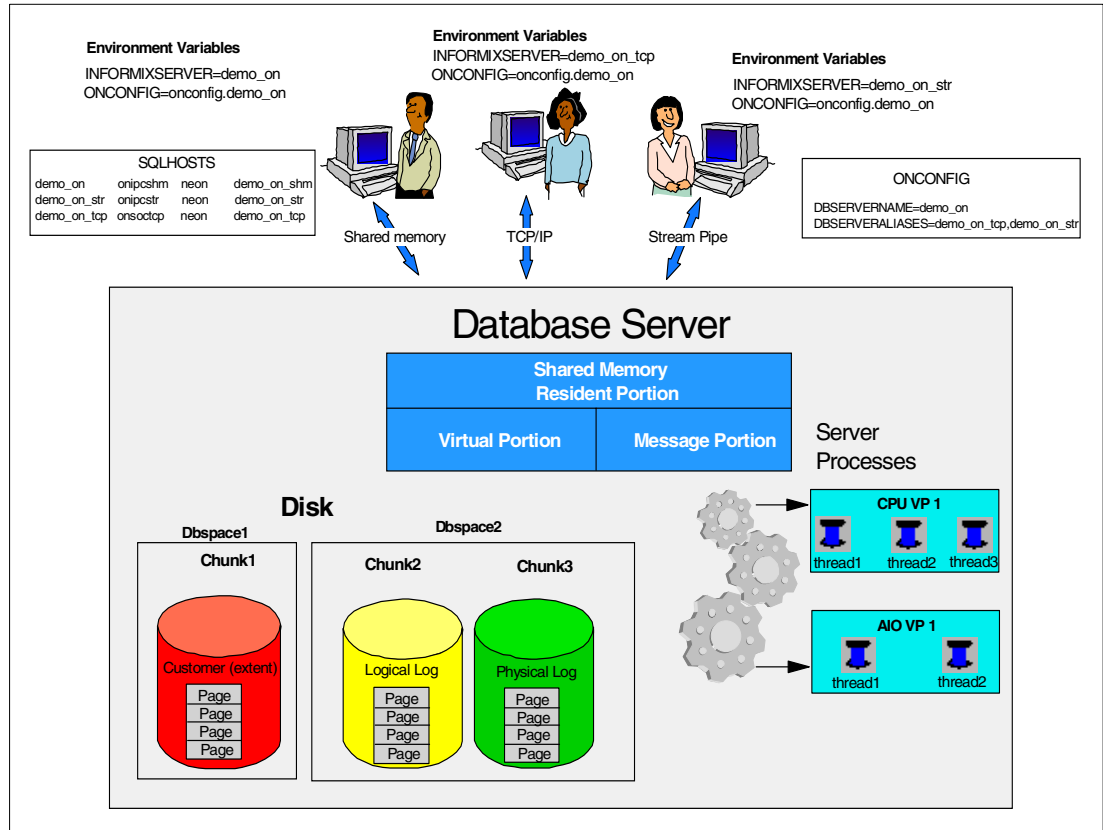 Environment Variables
INFORMIXSERVER=demo_on
ONCONFIG=onconfig.demo_on
Environment Variables
INFORMIXSERVER=demo_on_tcp
ONCONFIG=onconfig.demo_on
Environment Variables
INFORMIXSERVER=demo_on_str
ONCONFIG=onconfig.demo_on
SQLHOSTS
demo_on onipcshm neon demo_on_shm
demo_on_str onipcstr neon demo_on_str
demo_on_tcp onsoctcp neon demo_on_tcp
ONCONFIG
DBSERVERNAME=demo_on
DBSERVERALIASES=demo_on_tcp,demo_on_str
Shared memory
TCP/IP
Stream Pipe
Database Server
Shared Memory
Resident Portion
Virtual Portion
Message Portion
Server
Processes
Disk
Dbspace1
Chunk1
Customer (extent)
Page
Page
Page
Page
Dbspace2
Chunk2
Logical Log
Page
Page
Page
Page
Chunk3
Physical Log
Page
Page
Page
Page
CPU VP 1
thread1 thread2 thread3
AIO VP 1
thread1 thread2